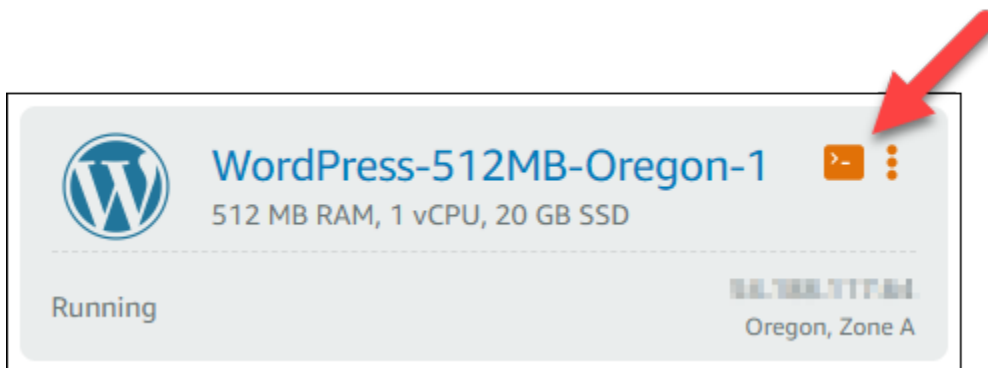 WordPress-512MB-Oregon-1
512 MB RAM, 1 vCPU, 20 GB SSD
Running
Oregon, Zone A